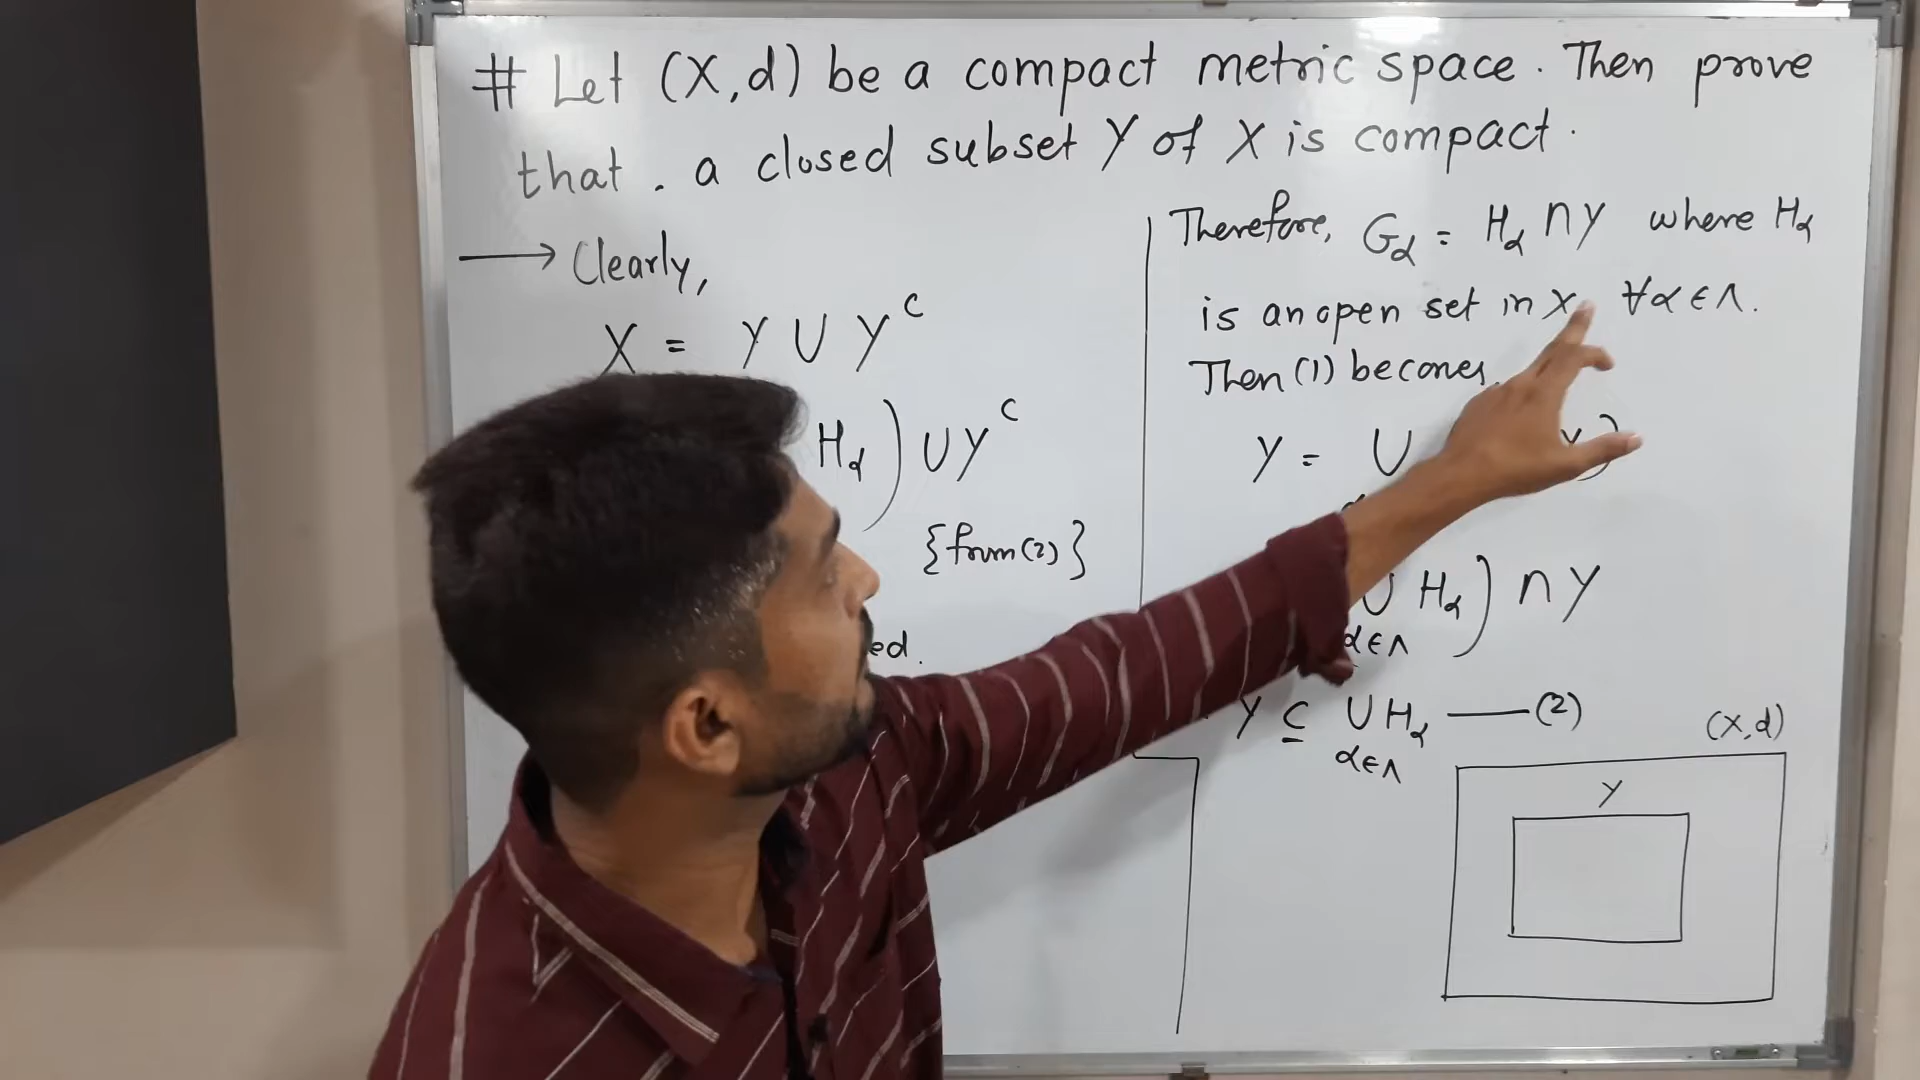 # Let (X,d) be a compact metric space. Then prove
that . a closed subset Y of X is compact.
→ Clearly,
X = Y ∪ Y^c
H_α) ∪ Y^c
{from(2)}
ed.
Therefore, G_α = H_α ∩ Y where H_α
is an open set in X, ∀α∈Λ.
Then (1) becomes,
Y = ∪ Y)
∪ H_α) ∩ Y
α∈Λ
Y ⊆ ∪ H_α —— (2)
α∈Λ
(X,d)
Y